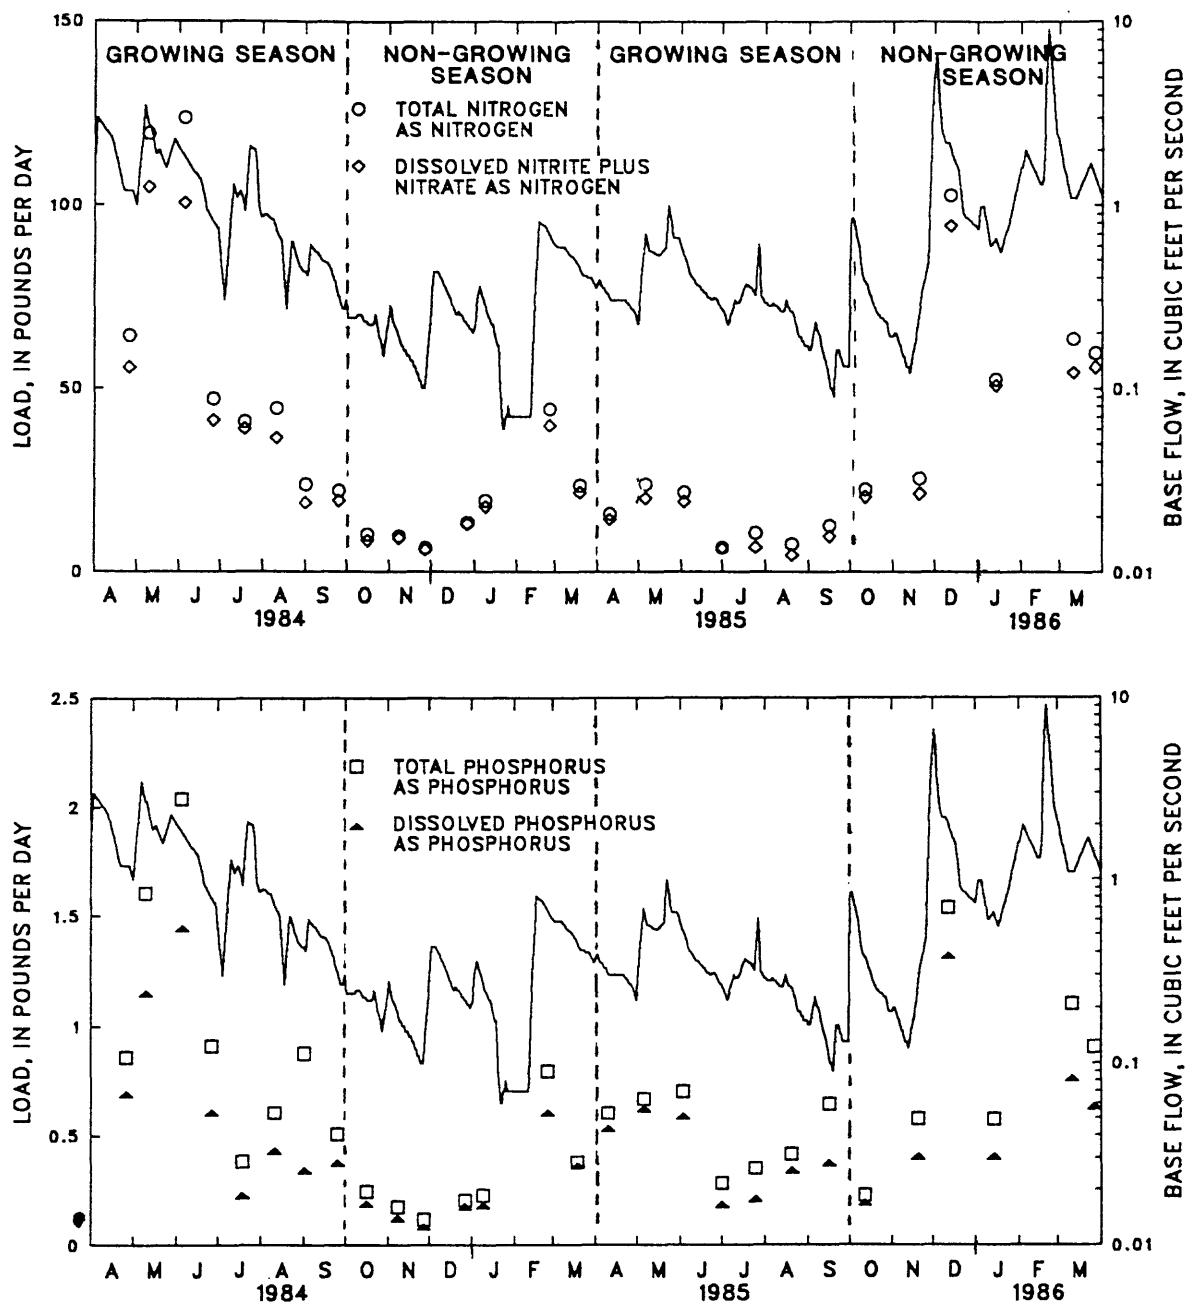 150
10
GROWING SEASON
NON-GROWING
SEASON
GROWING SEASON
NON-GROWING
SEASON
TOTAL NITROGEN
AS NITROGEN
DISSOLVED NITRITE PLUS
NITRATE AS NITROGEN
LOAD, IN POUNDS PER DAY
BASE FLOW, IN CUBIC FEET PER SECOND
100
1
50
0.1
0
0.01
A M J J A S O N D J F M A M J J A S O N D J F M
1984
1985
1986
2.5
10
TOTAL PHOSPHORUS
AS PHOSPHORUS
DISSOLVED PHOSPHORUS
AS PHOSPHORUS
LOAD, IN POUNDS PER DAY
BASE FLOW, IN CUBIC FEET PER SECOND
2
1.5
1
1
0.1
0.5
0
0.01
A M J J A S O N D J F M A M J J A S O N D J F M
1984
1985
1986